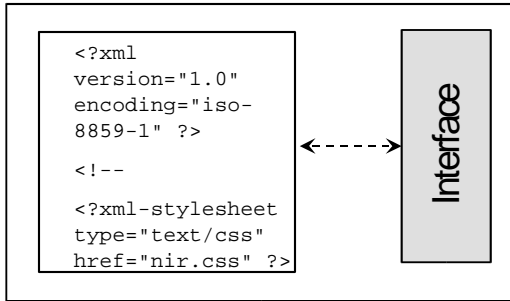 <?xml
version="1.0"
encoding="iso-
8859-1" ?>
<!--
<?xml-stylesheet
type="text/css"
href="nir.css" ?>
Interface